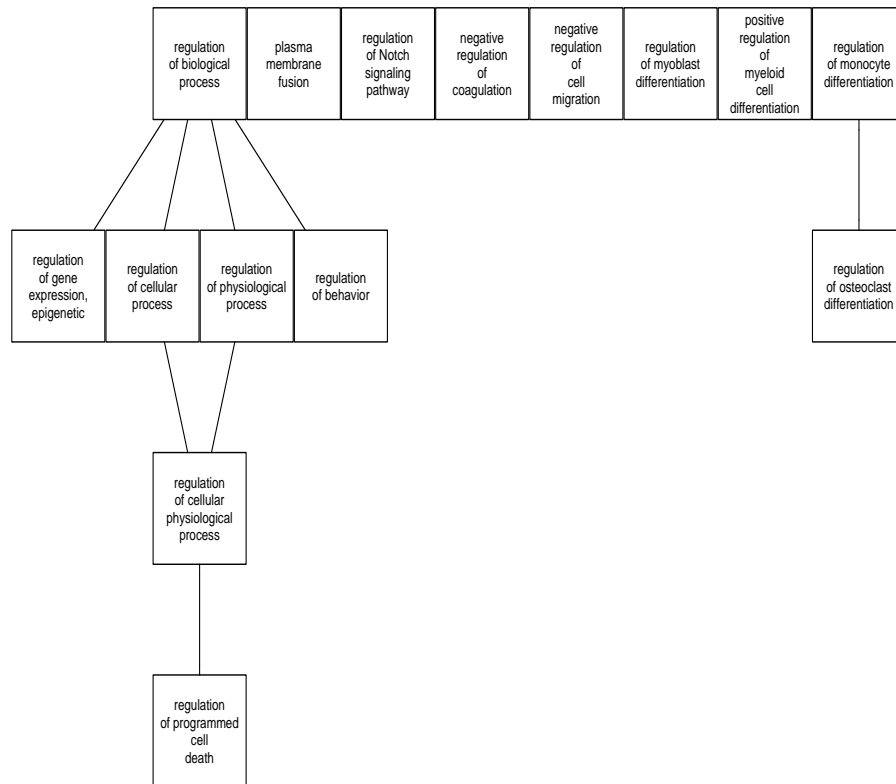 regulation
of biological
process
plasma
membrane
fusion
regulation
of Notch
signaling
pathway
negative
regulation
of
coagulation
negative
regulation
of
cell
migration
regulation
of myoblast
differentiation
positive
regulation
of
myeloid
cell
differentiation
regulation
of monocyte
differentiation
regulation
of gene
expression,
epigenetic
regulation
of cellular
process
regulation
of physiological
process
regulation
of behavior
regulation
of osteoclast
differentiation
regulation
of cellular
physiological
process
regulation
of programmed
cell
death